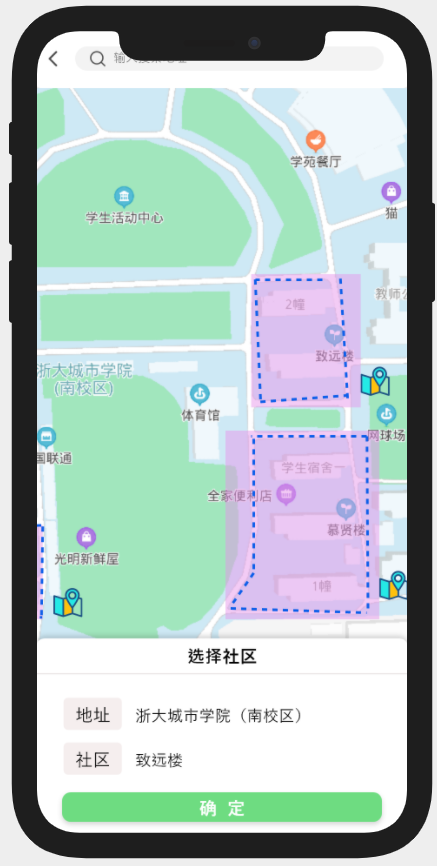 学苑餐厅
学生活动中心
猫
教师公
2幢
致远楼
浙大城市学院
(南校区)
体育馆
网球场
国联通
学生宿舍一
全家便利店
慕贤楼
光明新鲜屋
1幢
选择社区
地址 浙大城市学院（南校区）
社区 致远楼
确 定